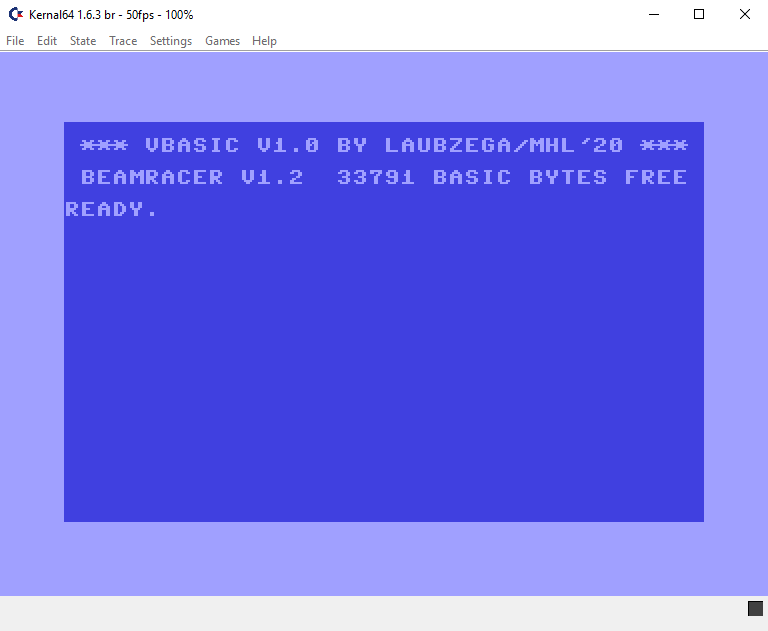 Kernal64 1.6.3 br - 50fps - 100%
File Edit State Trace Settings Games Help
*** VBASIC V1.0 BY LAUBZEGA/MHL'20 ***
BEAMRACER V1.2  33791 BASIC BYTES FREE
READY.